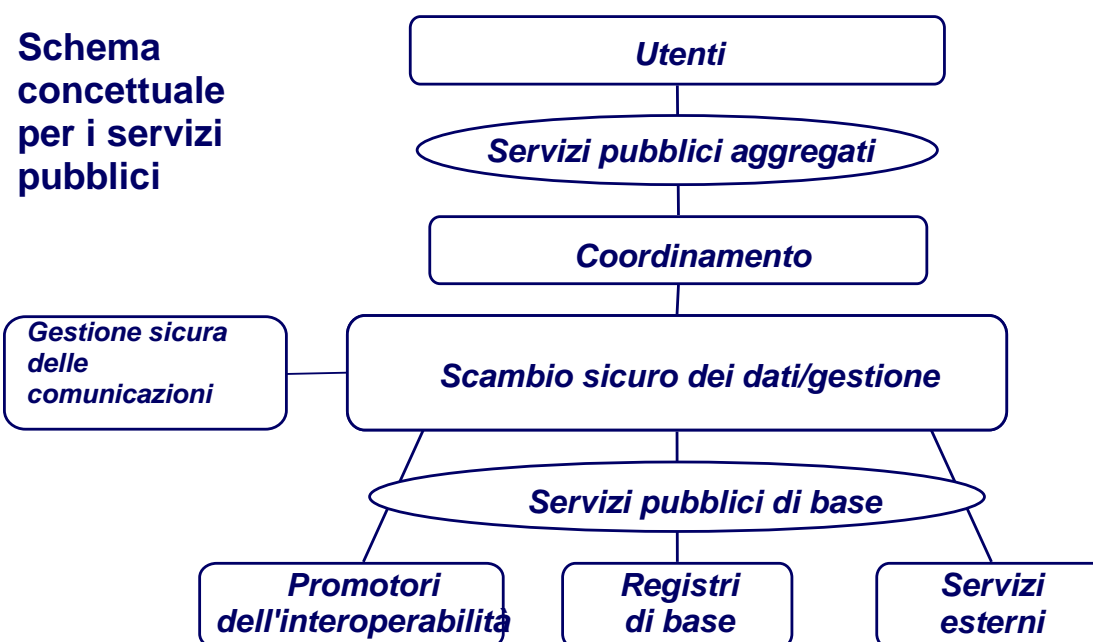 Schema
concettuale
per i servizi
pubblici
Utenti
Servizi pubblici aggregati
Coordinamento
Gestione sicura
delle
comunicazioni
Scambio sicuro dei dati/gestione
Servizi pubblici di base
Promotori
dell'interoperabilità
Registri
di base
Servizi
esterni